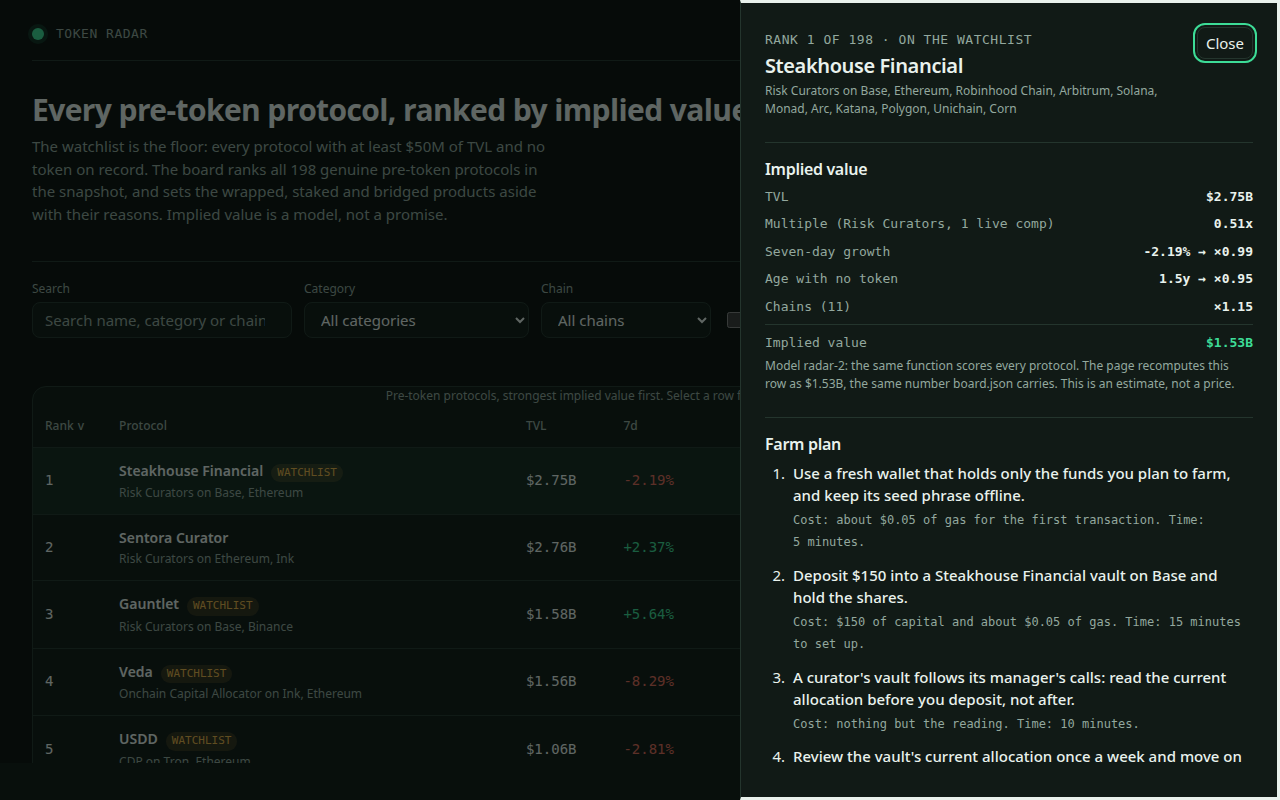 TOKEN RADAR
Every pre-token protocol, ranked by implied value
The watchlist is the floor: every protocol with at least $50M of TVL and no
token on record. The board ranks all 198 genuine pre-token protocols in
the snapshot, and sets the wrapped, staked and bridged products aside
with their reasons. Implied value is a model, not a promise.
Search
Category
Chain
Search name, category or chain
All categories
All chains
Pre-token protocols, strongest implied value first. Select a row
Rank v
Protocol
TVL
7d
1
Steakhouse Financial
WATCHLIST
Risk Curators on Base, Ethereum
$2.75B
-2.19%
2
Sentora Curator
Risk Curators on Ethereum, Ink
$2.76B
+2.37%
3
Gauntlet
WATCHLIST
Risk Curators on Base, Binance
$1.58B
+5.64%
4
Veda
WATCHLIST
Onchain Capital Allocator on Ink, Ethereum
$1.56B
-8.29%
5
USDD
WATCHLIST
CDP on Tron, Ethereum
$1.06B
-2.81%
RANK 1 OF 198 · ON THE WATCHLIST
Close
Steakhouse Financial
Risk Curators on Base, Ethereum, Robinhood Chain, Arbitrum, Solana,
Monad, Arc, Katana, Polygon, Unichain, Corn
Implied value
TVL $2.75B
Multiple (Risk Curators, 1 live comp) 0.51x
Seven-day growth -2.19% → ×0.99
Age with no token 1.5y → ×0.95
Chains (11) ×1.15
Implied value $1.53B
Model radar-2: the same function scores every protocol. The page recomputes this
row as $1.53B, the same number board.json carries. This is an estimate, not a price.
Farm plan
1. Use a fresh wallet that holds only the funds you plan to farm,
and keep its seed phrase offline.
Cost: about $0.05 of gas for the first transaction. Time:
5 minutes.
2. Deposit $150 into a Steakhouse Financial vault on Base and
hold the shares.
Cost: $150 of capital and about $0.05 of gas. Time: 15 minutes
to set up.
3. A curator's vault follows its manager's calls: read the current
allocation before you deposit, not after.
Cost: nothing but the reading. Time: 10 minutes.
4. Review the vault's current allocation once a week and move on